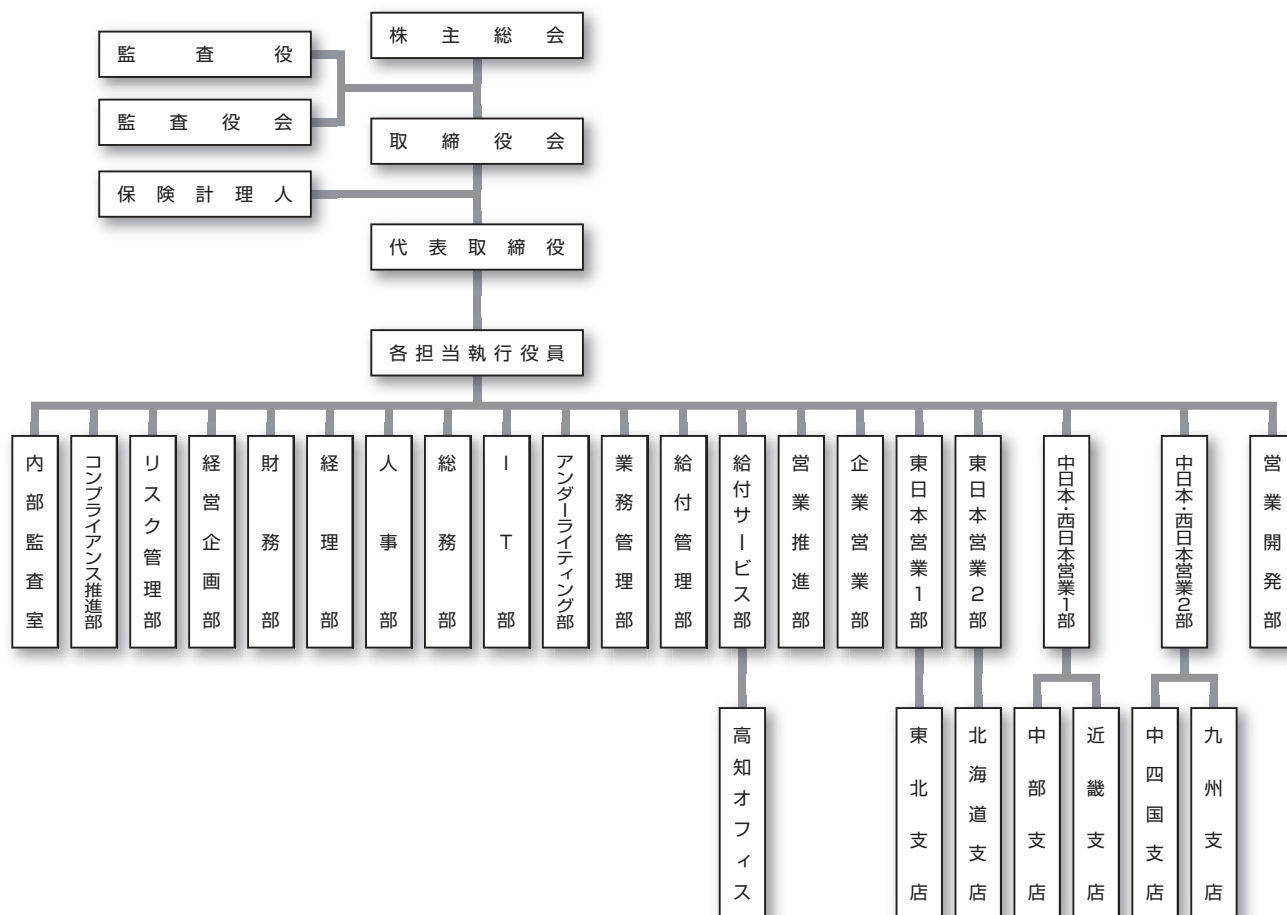 株主総会
監査役
監査役会
取締役会
保険計理人
代表取締役
各担当執行役員
内部監査室
コンプライアンス推進部
リスク管理部
経営企画部
財務部
経理部
人事部
総務部
IT部
アンダーライティング部
業務管理部
給付管理部
給付サービス部
営業推進部
企業営業部
東日本営業1部
東日本営業2部
中日本・西日本営業1部
中日本・西日本営業2部
営業開発部
高知オフィス
東北支店
北海道支店
中部支店
近畿支店
中四国支店
九州支店